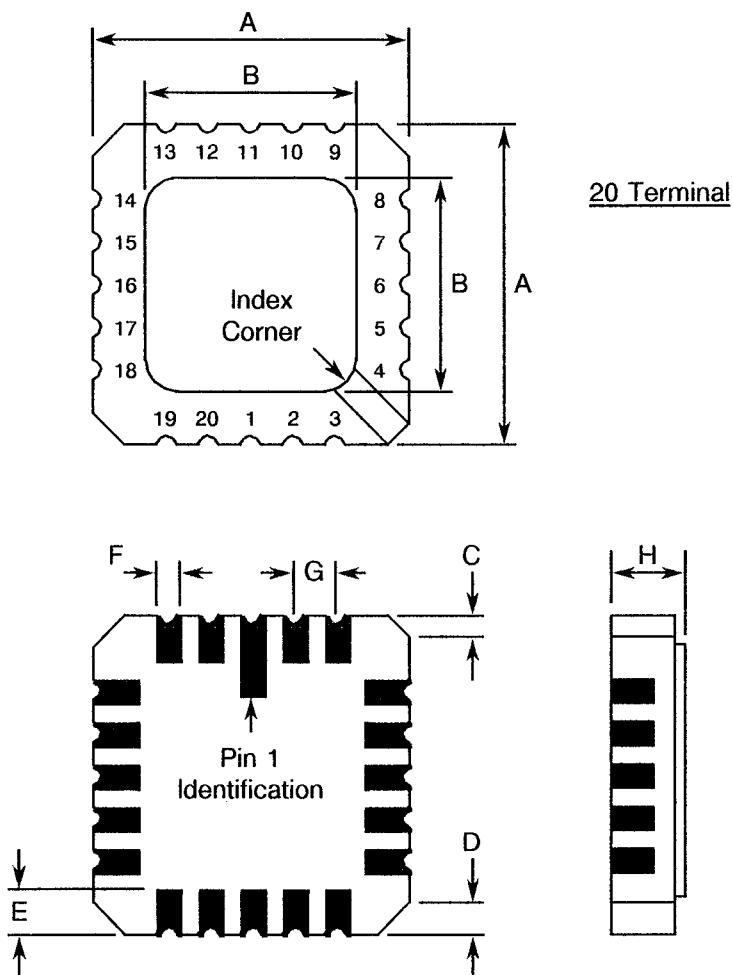 A
B
13 12 11 10 9
14 8
20 Terminal
15 7
16 6
B A
Index
Corner
17 5
18 4
19 20 1 2 3
F G C H
Pin 1
Identification
D
E